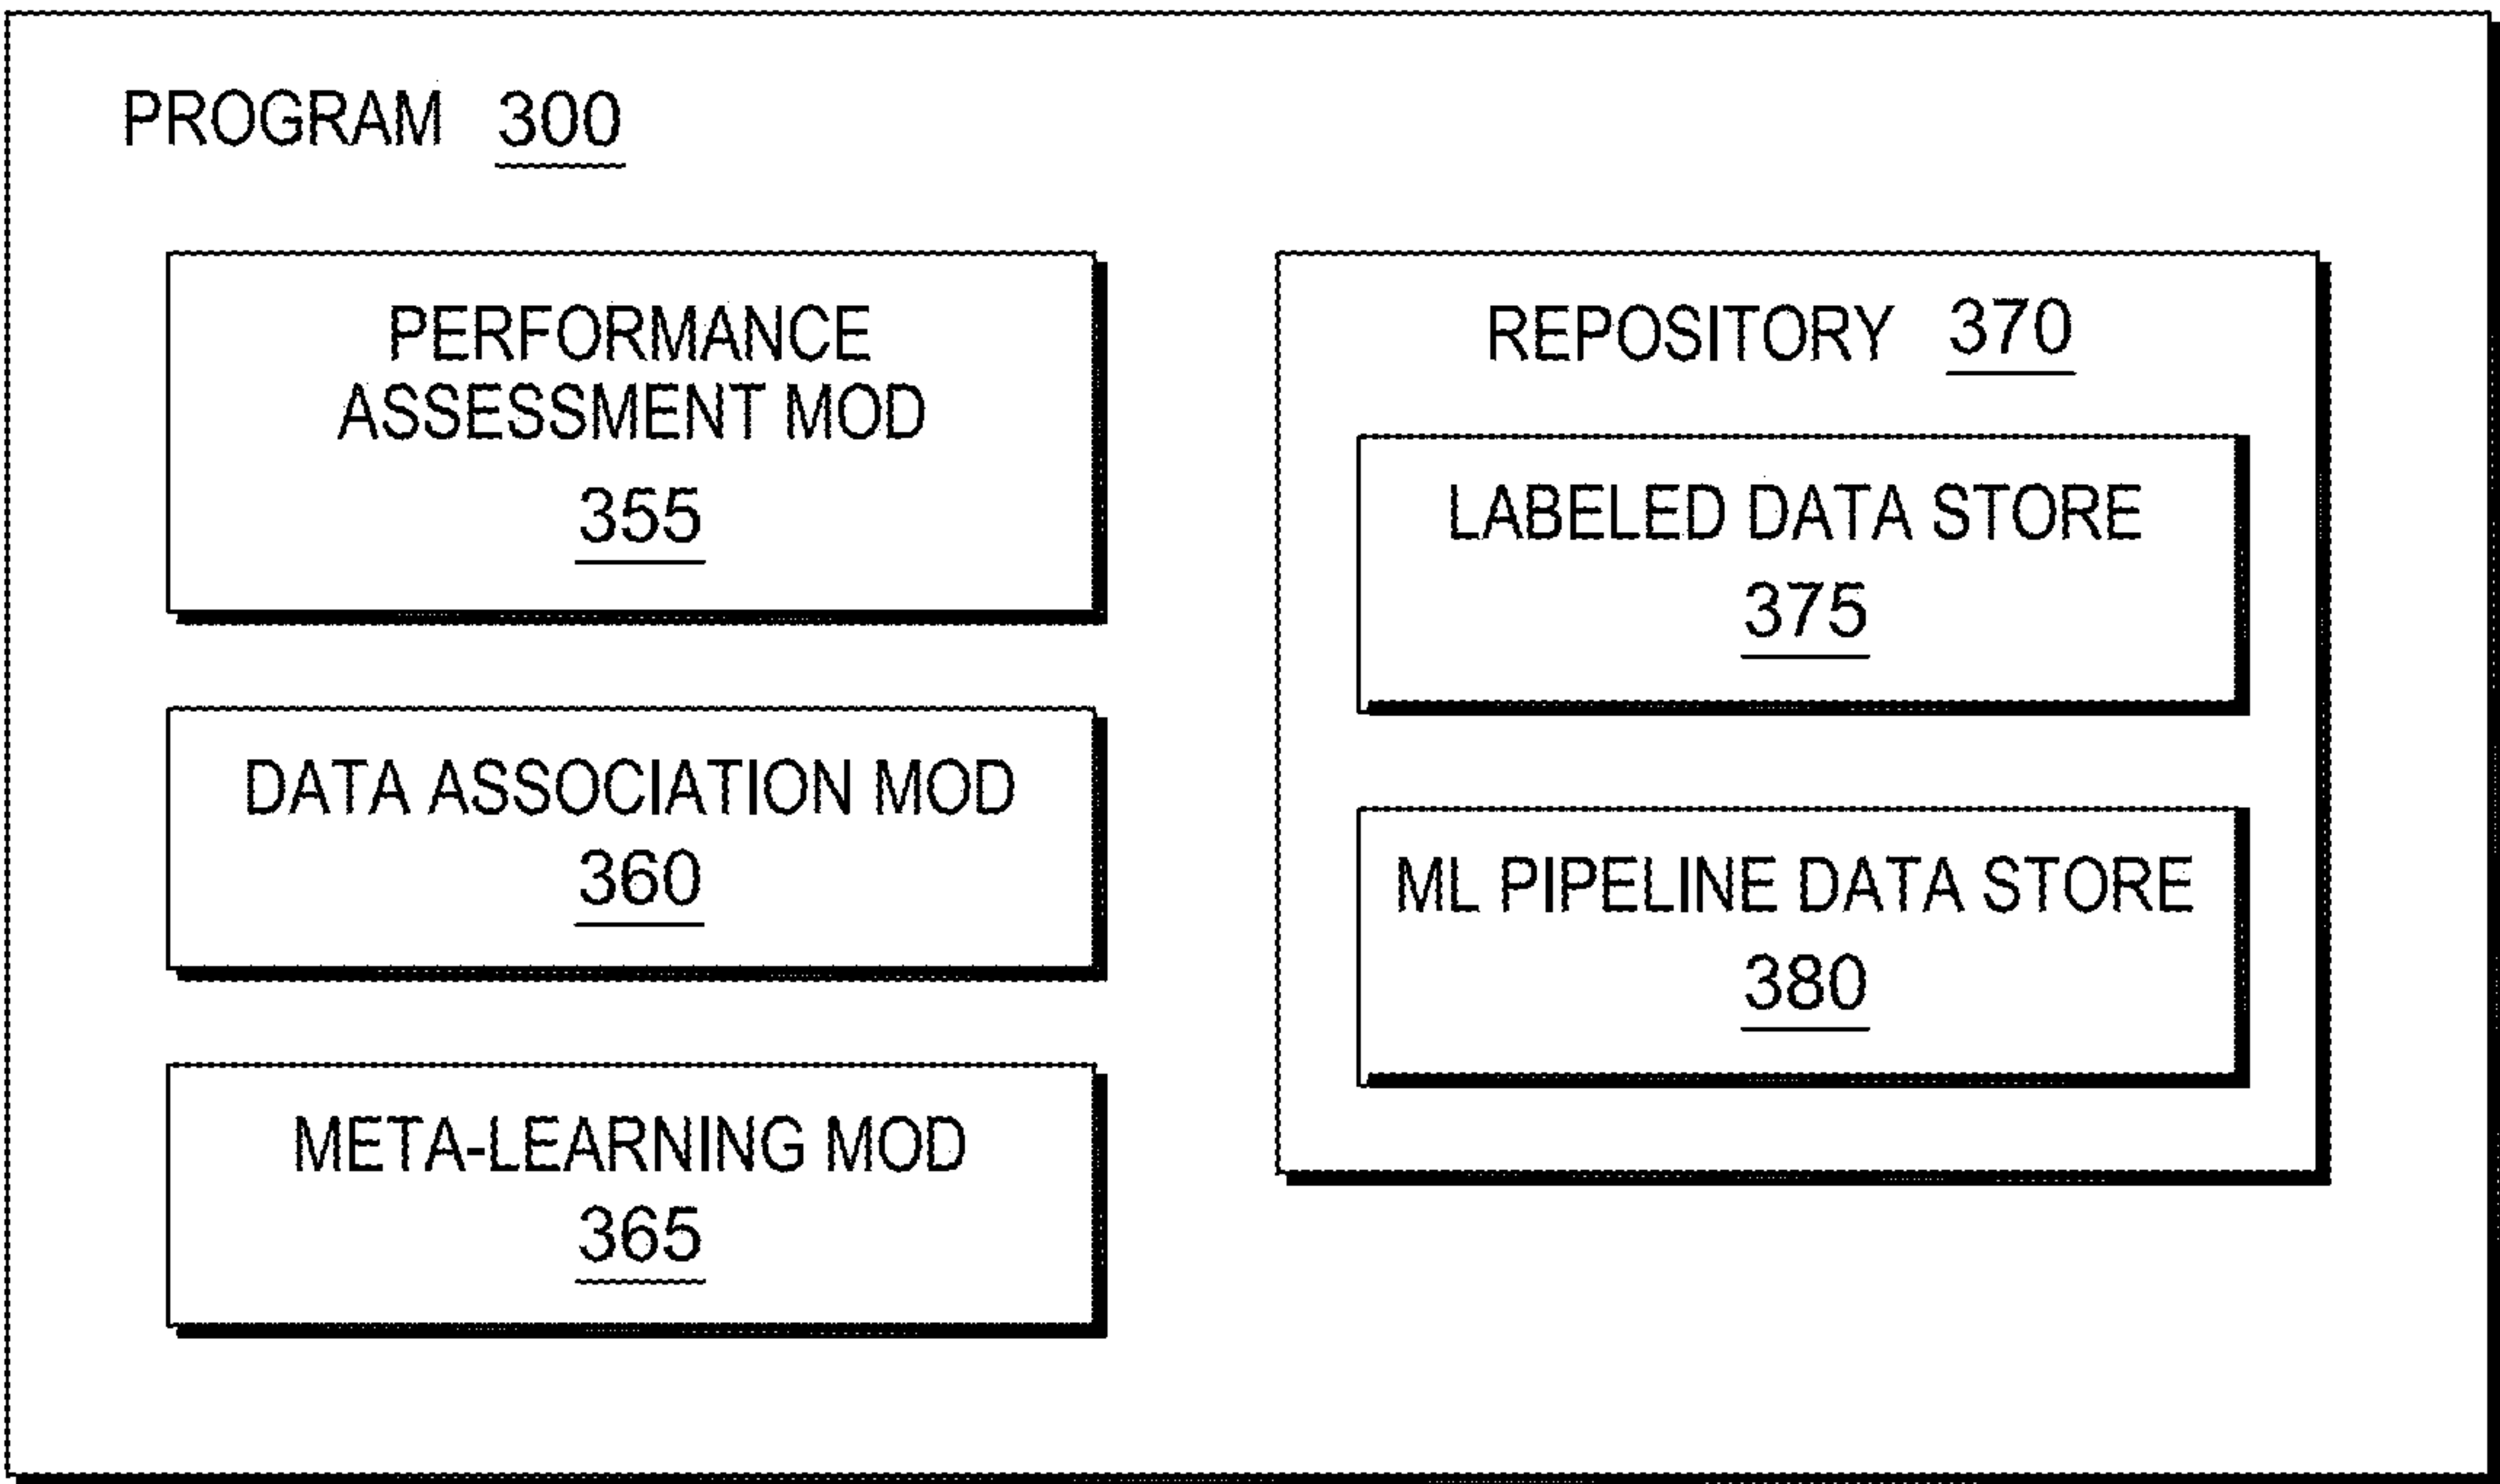 PROGRAM 300
PERFORMANCE
ASSESSMENT MOD
355
DATA ASSOCIATION MOD
360
META-LEARNING MOD
365
REPOSITORY 370
LABELED DATA STORE
375
ML PIPELINE DATA STORE
380